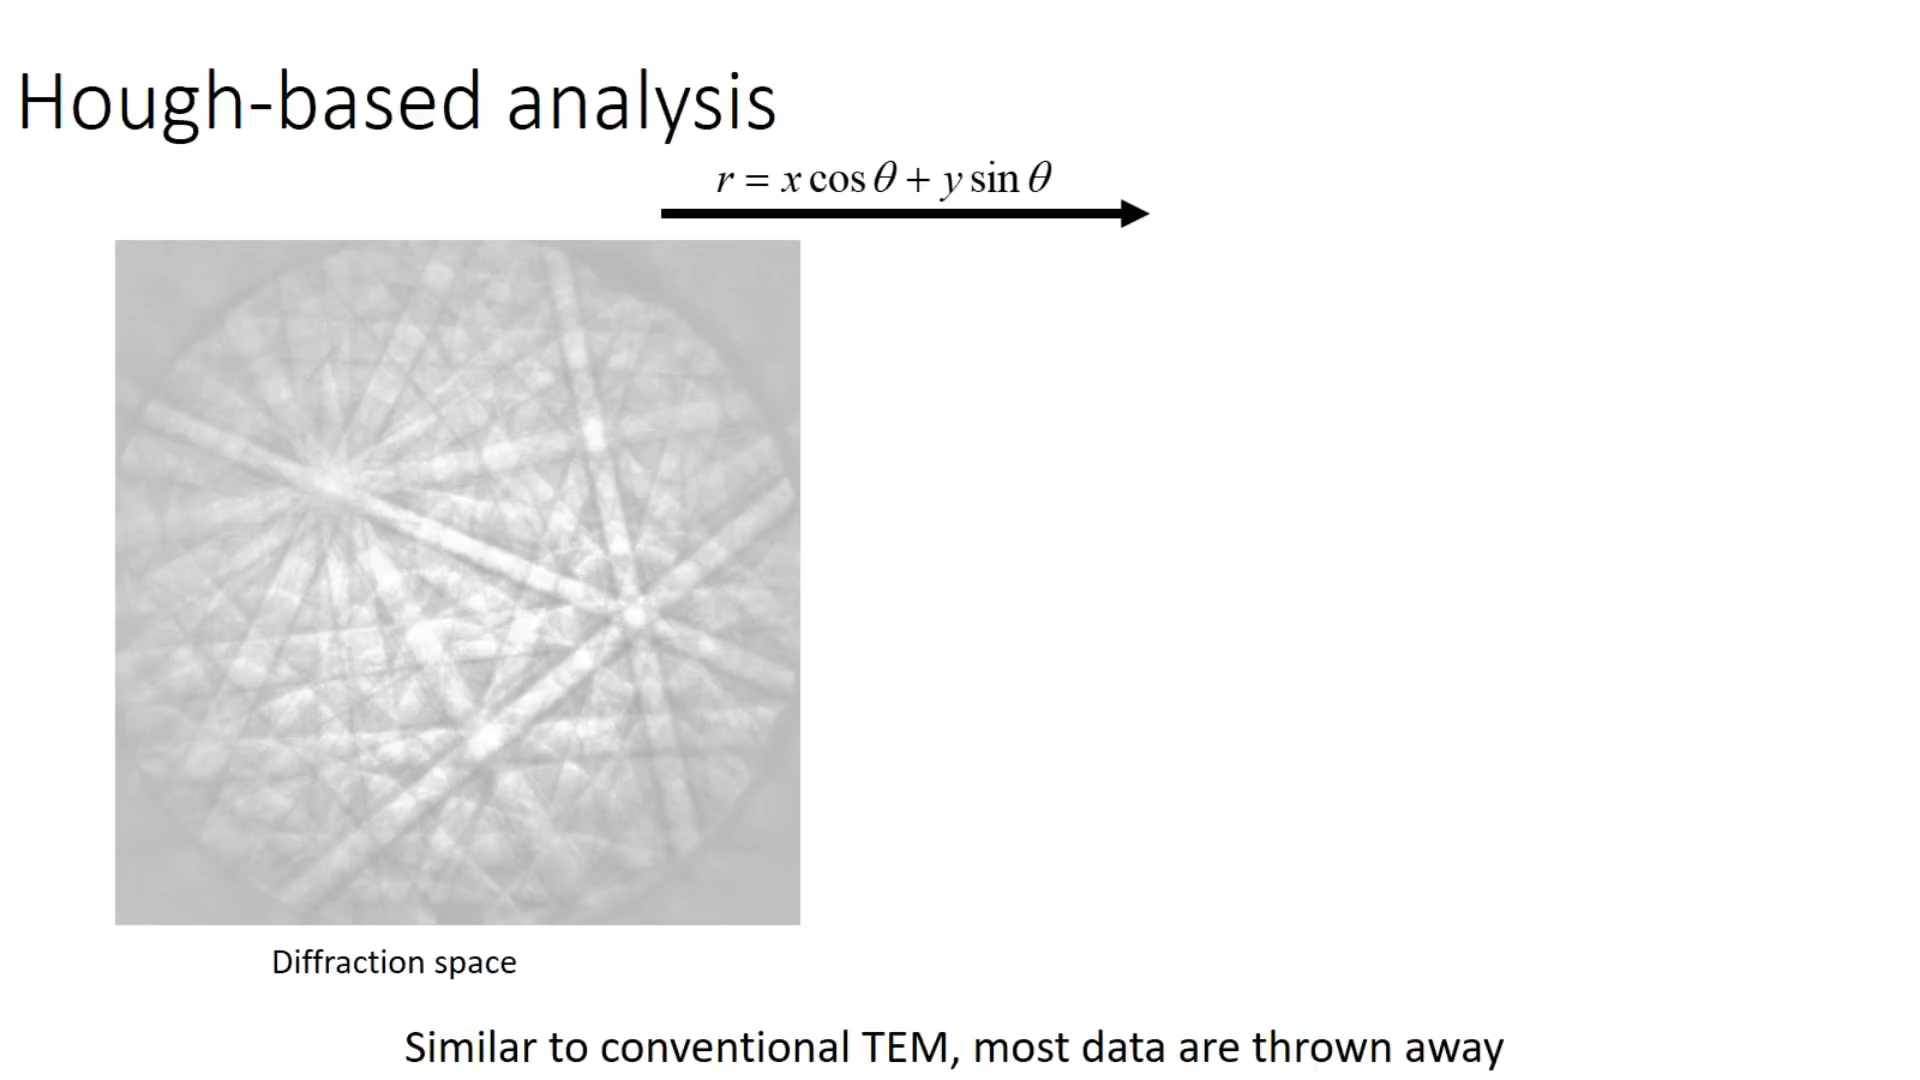 Hough-based analysis
r = x cos θ + y sin θ
Diffraction space
Similar to conventional TEM, most data are thrown away